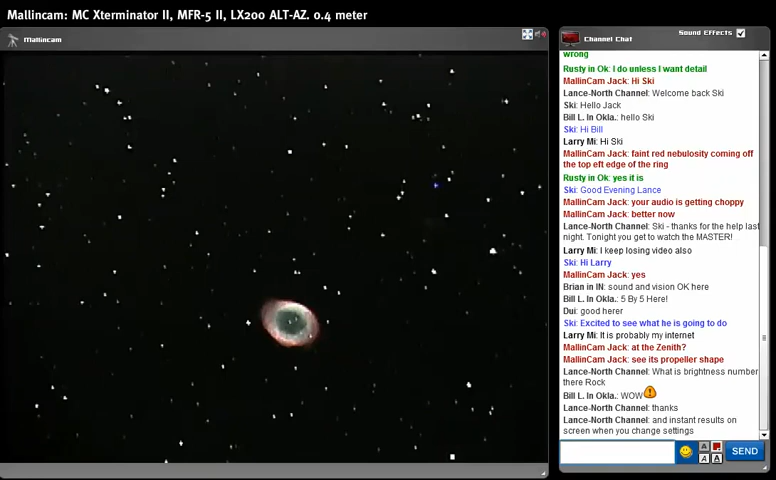 Mallincam: MC Xterminator II, MFR-5 II, LX200 ALT-AZ. 0.4 meter
Mallincam
Channel Chat
Sound Effects
wrong
Rusty in Ok: I do unless I want detail
MallinCam Jack: Hi Ski
Lance-North Channel: Welcome back Ski
Ski: Hello Jack
Bill L. In Okla.: hello Ski
Ski: Hi Bill
Larry Mi: Hi Ski
MallinCam Jack: faint red nebulosity coming off
the top eft edge of the ring
Rusty in Ok: yes it is
Ski: Good Evening Lance
MallinCam Jack: your audio is getting choppy
MallinCam Jack: better now
Lance-North Channel: Ski - thanks for the help last
night. Tonight you get to watch the MASTER!
Larry Mi: I keep losing video also
Ski: Hi Larry
MallinCam Jack: yes
Brian in IN: sound and vision OK here
Bill L. In Okla.: 5 By 5 Here!
Dui: good herer
Ski: Excited to see what he is going to do
Larry Mi: It is probably my internet
MallinCam Jack: at the Zenith?
MallinCam Jack: see its propeller shape
Lance-North Channel: What is brightness number
there Rock
Bill L. In Okla.: WOW
Lance-North Channel: thanks
Lance-North Channel: and instant results on
screen when you change settings
A A A
SEND